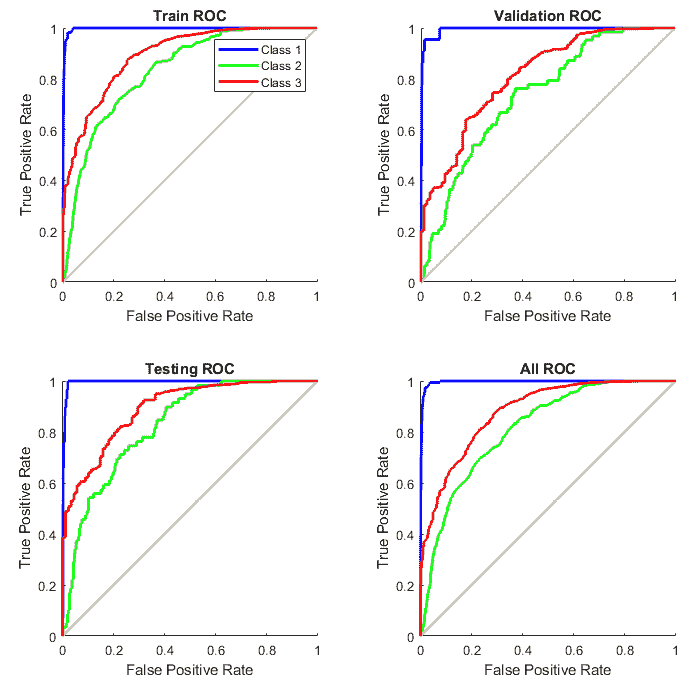 Train ROC
True Positive Rate
1
0.8
0.6
0.4
0.2
0
0 0.2 0.4 0.6 0.8 1
False Positive Rate
Class 1
Class 2
Class 3
Validation ROC
True Positive Rate
1
0.8
0.6
0.4
0.2
0
0 0.2 0.4 0.6 0.8 1
False Positive Rate
Testing ROC
True Positive Rate
1
0.8
0.6
0.4
0.2
0
0 0.2 0.4 0.6 0.8 1
False Positive Rate
All ROC
True Positive Rate
1
0.8
0.6
0.4
0.2
0
0 0.2 0.4 0.6 0.8 1
False Positive Rate